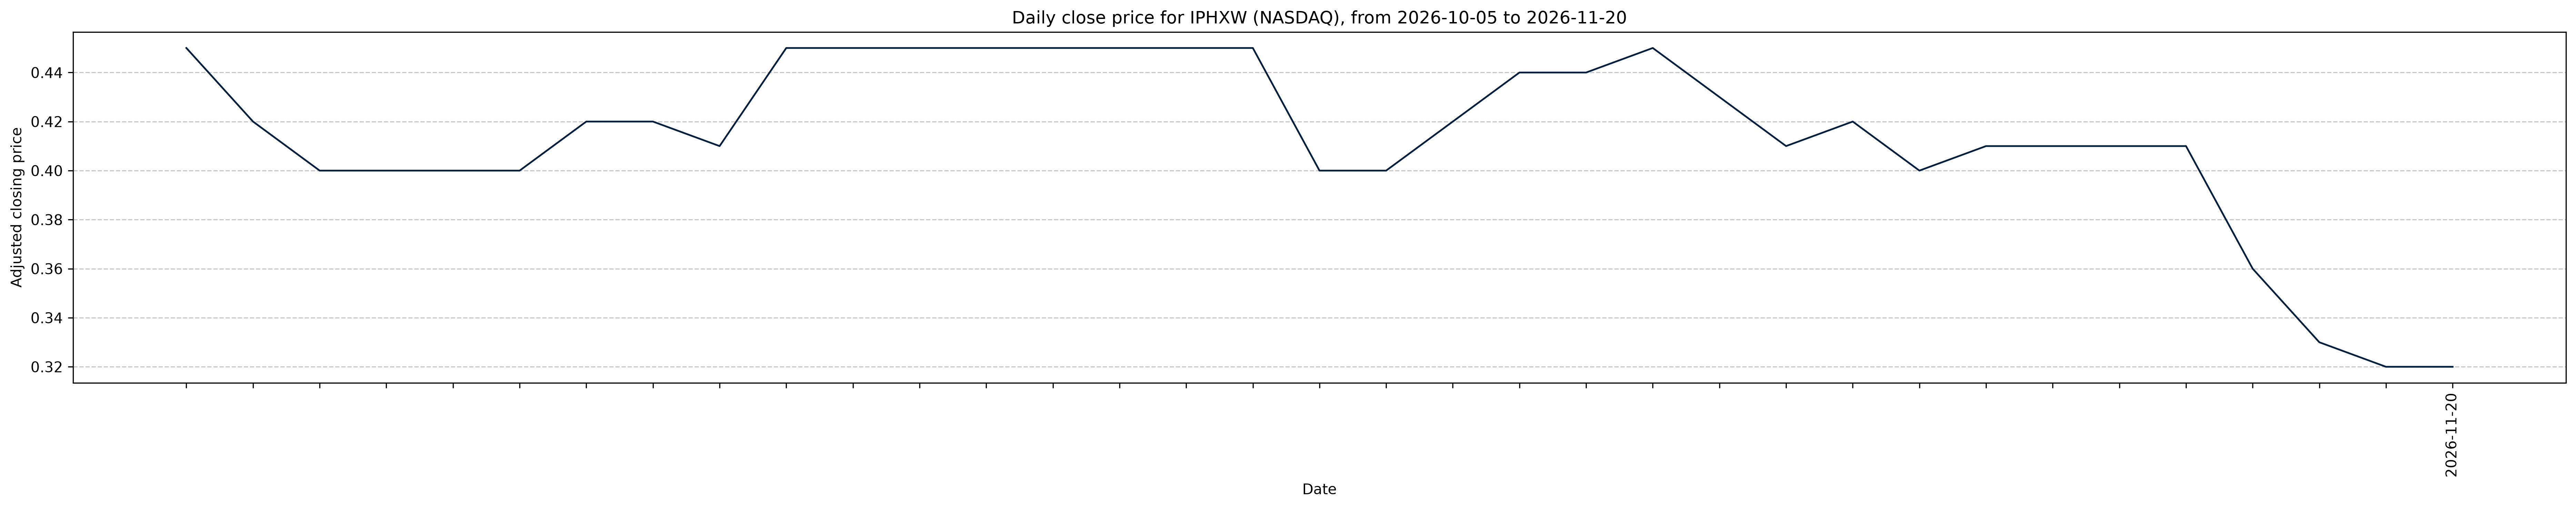 Daily close price for IPHXW (NASDAQ), from 2026-10-05 to 2026-11-20
Adjusted closing price
0.44
0.42
0.40
0.38
0.36
0.34
0.32
2026-11-20
Date